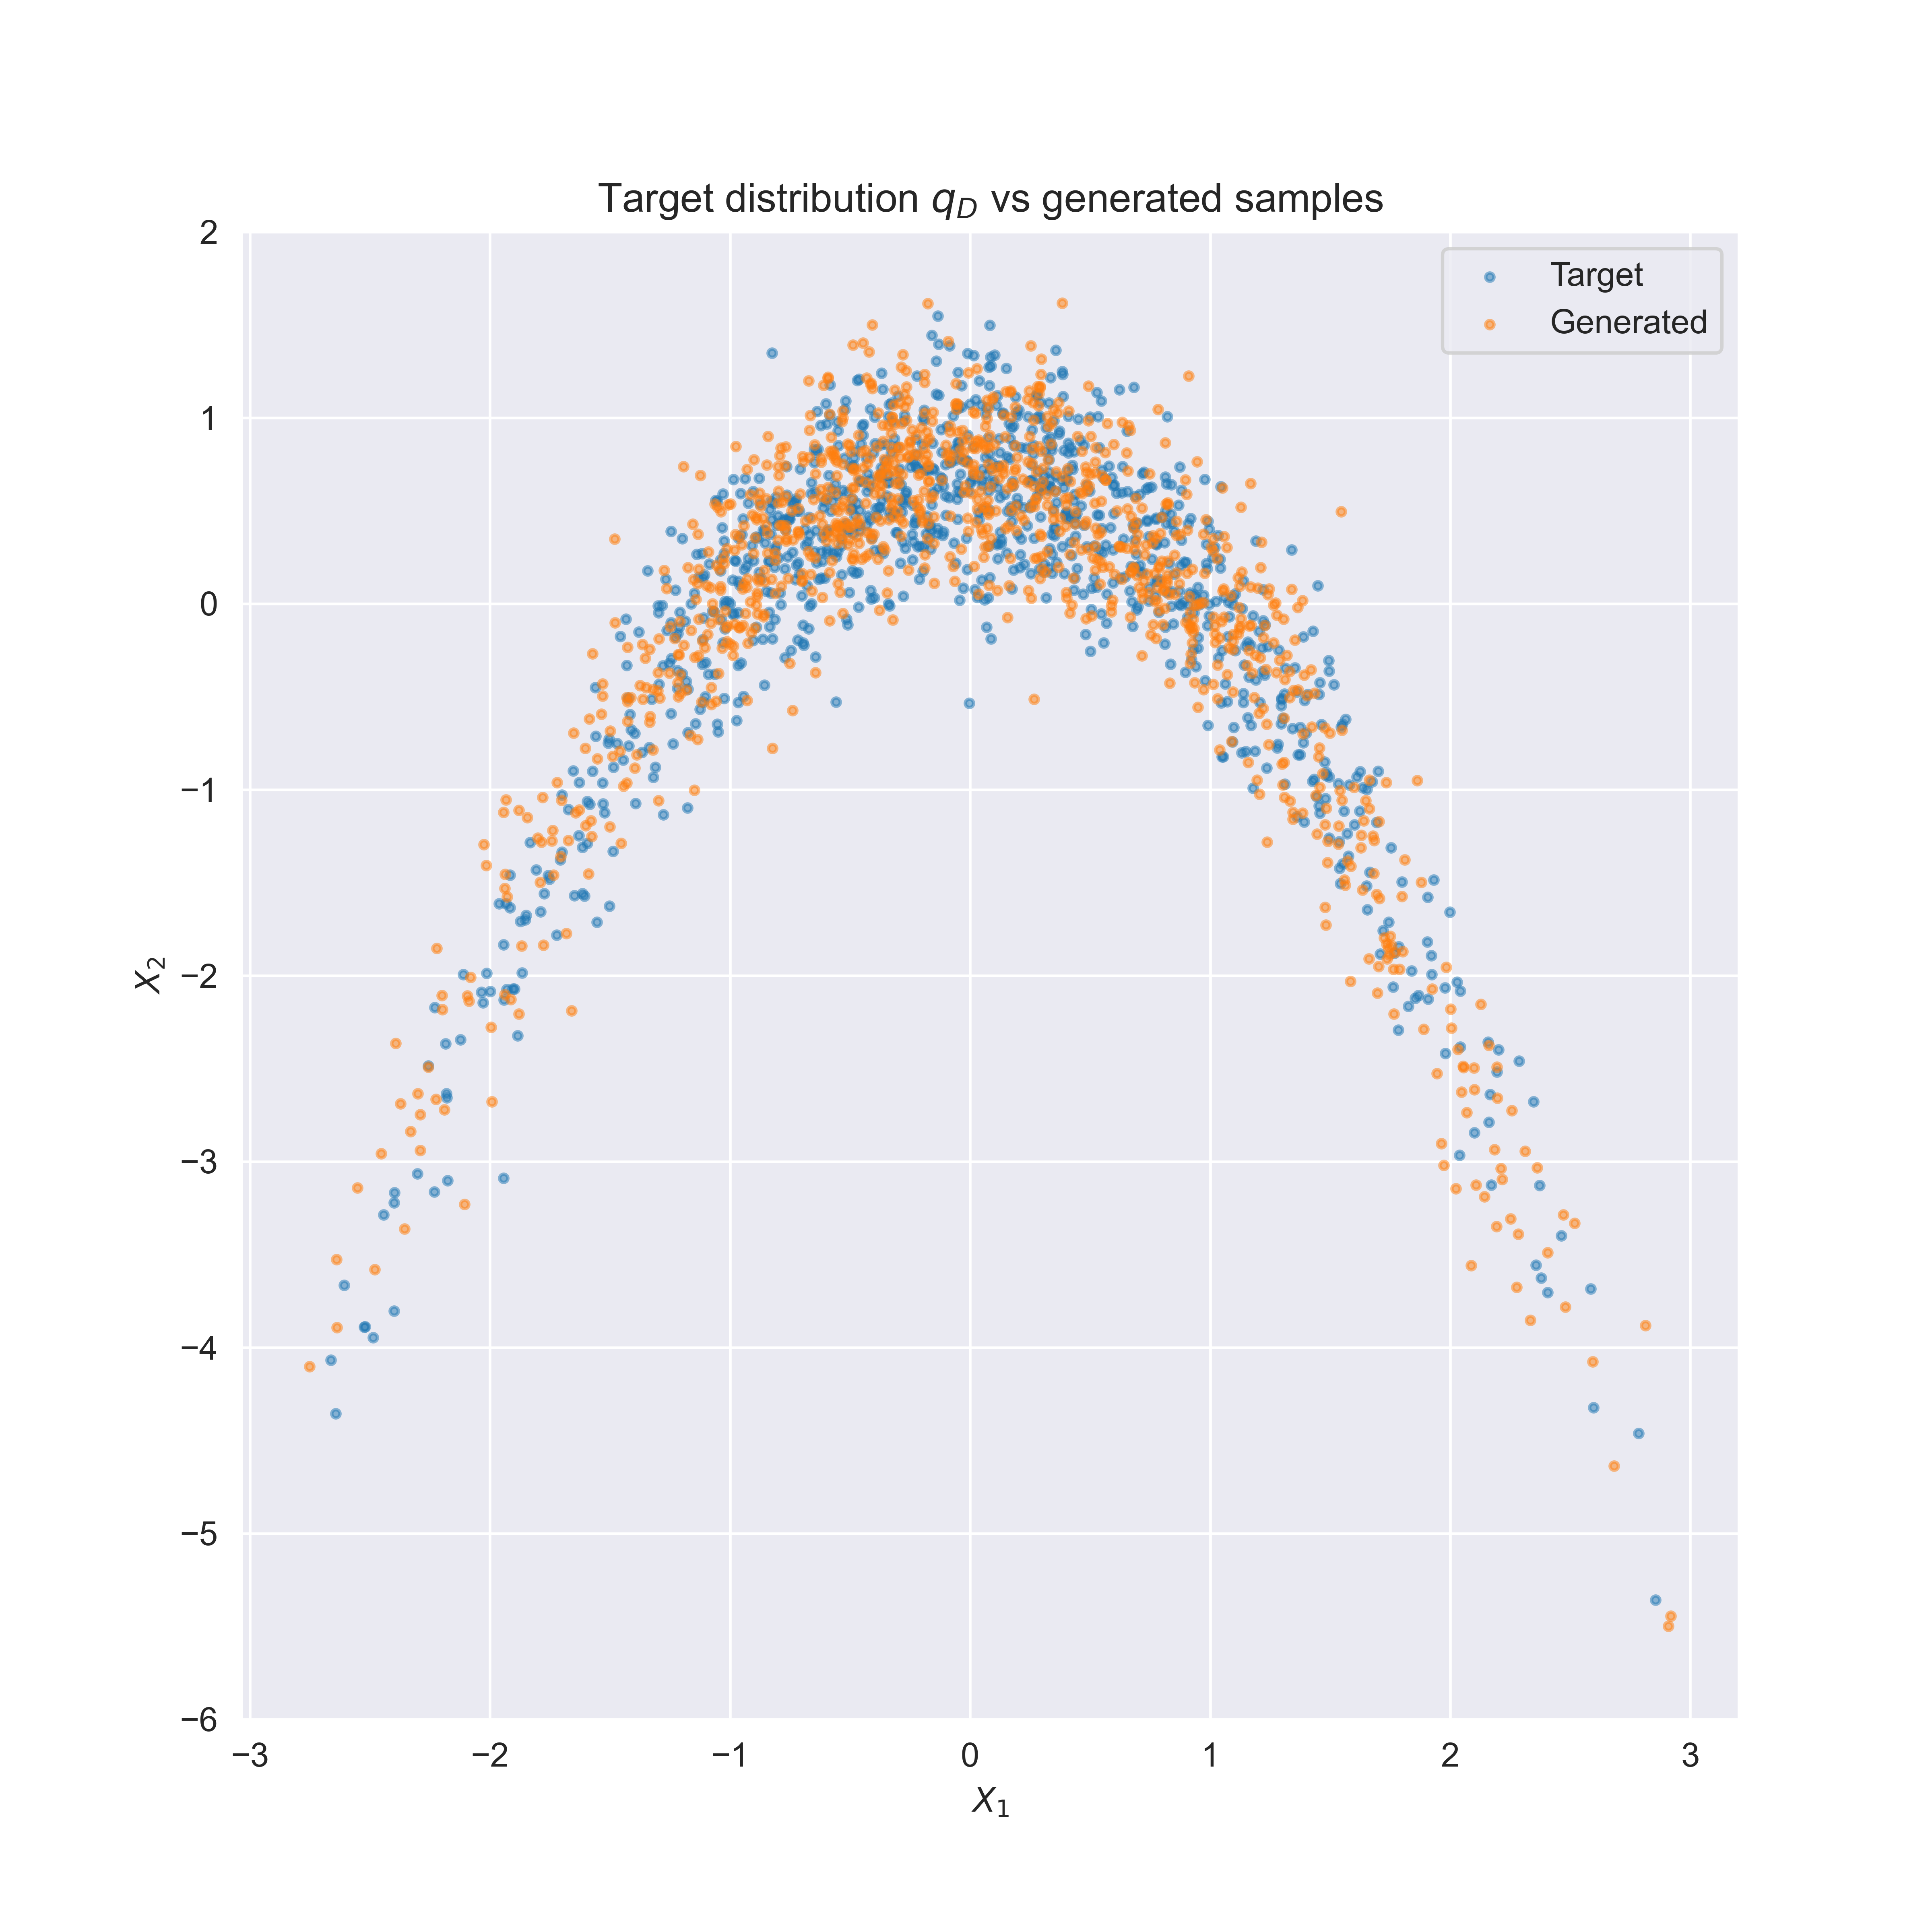 Target distribution q_D vs generated samples
Target
Generated
2
1
0
−1
−2
−3
−4
−5
−6
X_2
−3 −2 −1 0 1 2 3
X_1